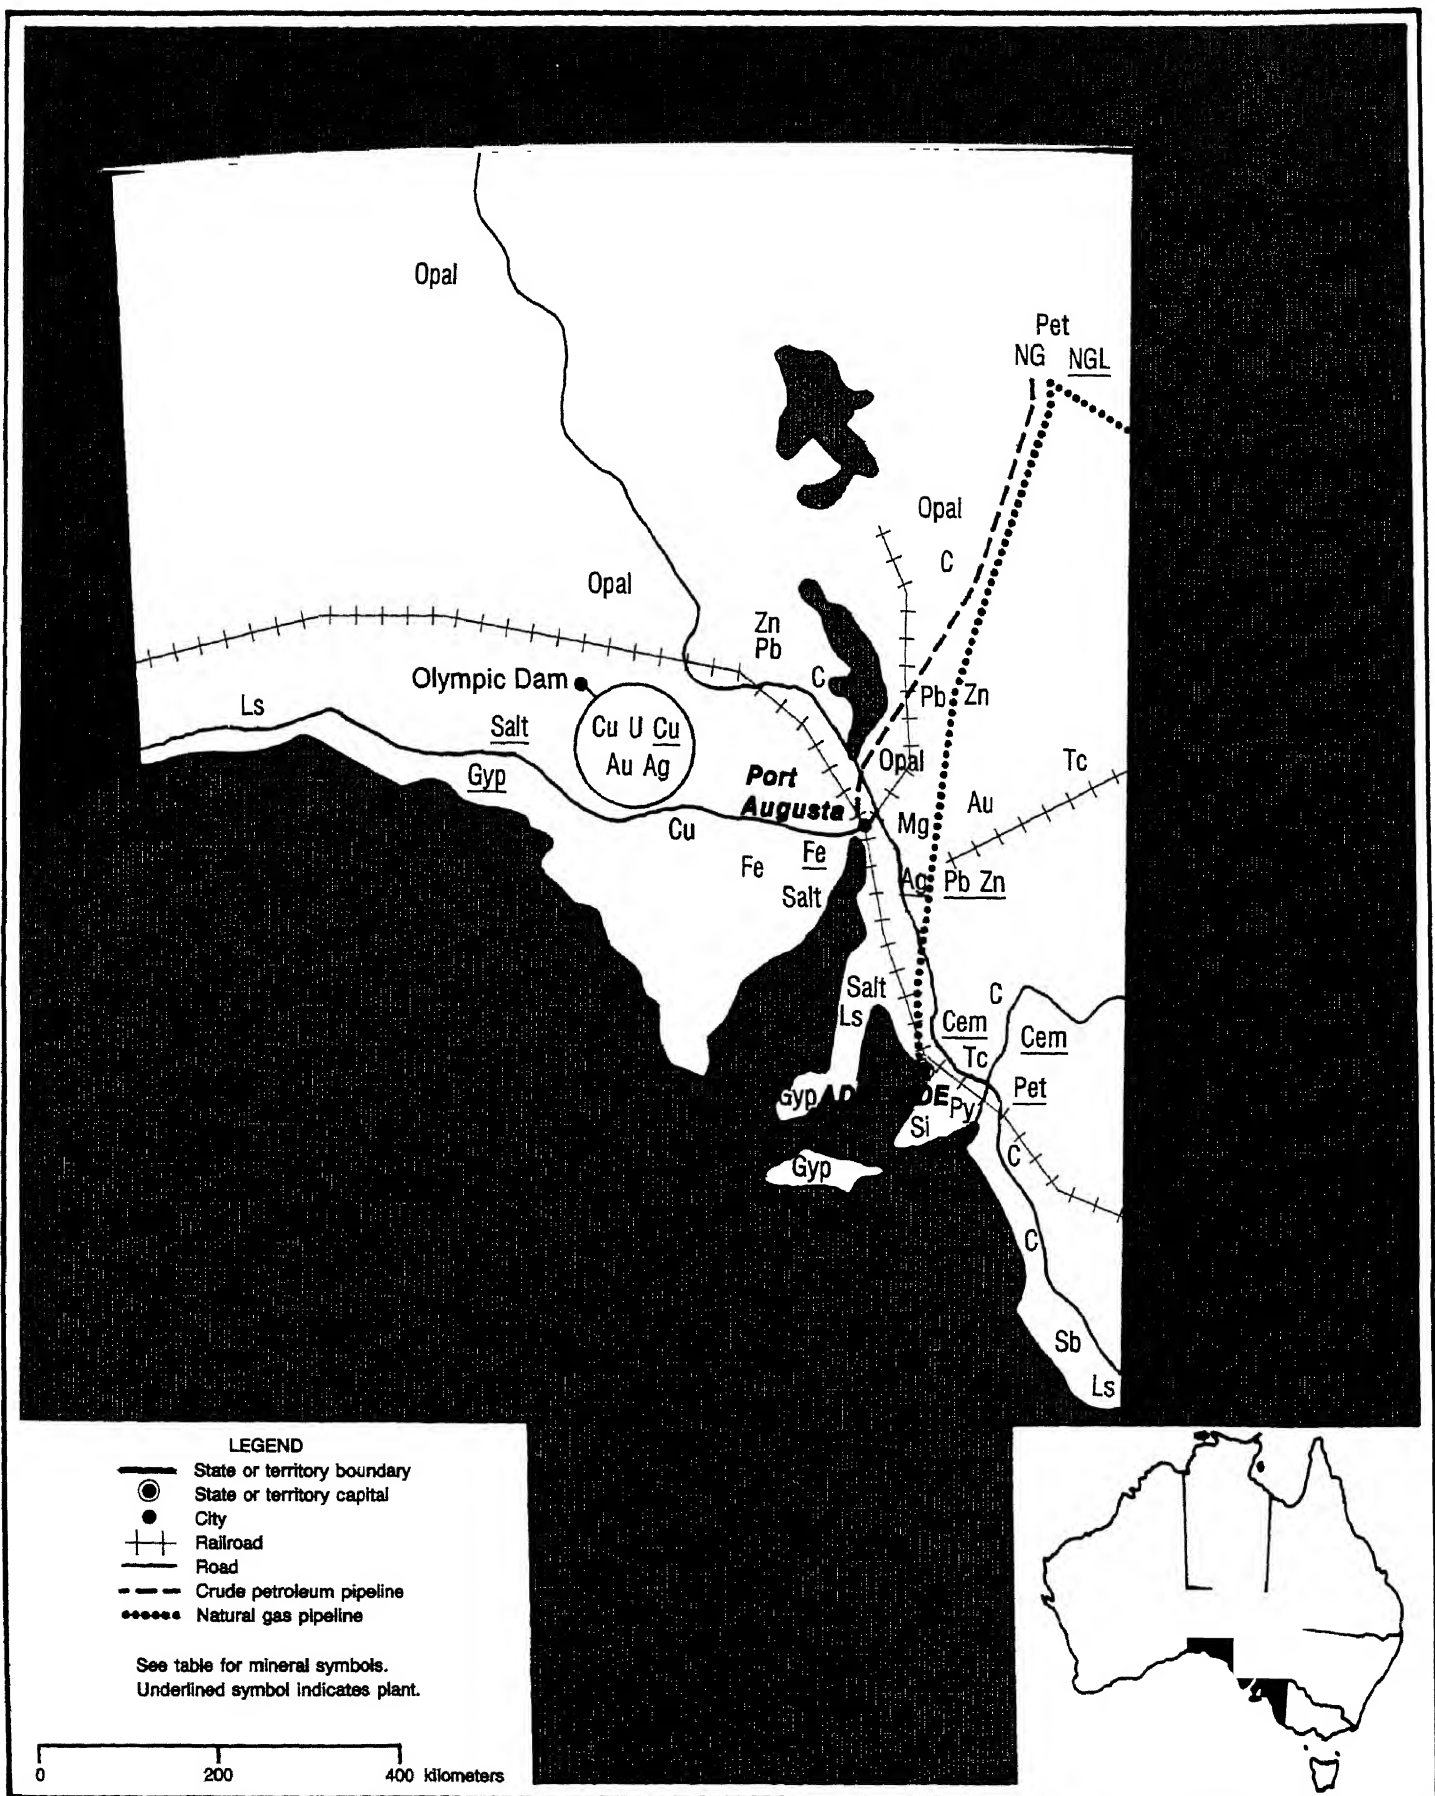 Opal
Pet
NG NGL
Opal
C
Opal
Zn
Pb
C
Olympic Dam
Pb Zn
Ls
Salt
Cu U Cu
Au Ag
Gyp
Opal
Tc
Port
Augusta
Au
Mg
Cu
Fe
Fe
Salt
Ag Pb Zn
Salt
Ls
C
Cem
Cem
Tc
Pet
Gyp AD DE Py
Si
Gyp
C
C
Sb
Ls
LEGEND
State or territory boundary
State or territory capital
City
Railroad
Road
Crude petroleum pipeline
Natural gas pipeline
See table for mineral symbols.
Underlined symbol indicates plant.
0 200 400 kilometers